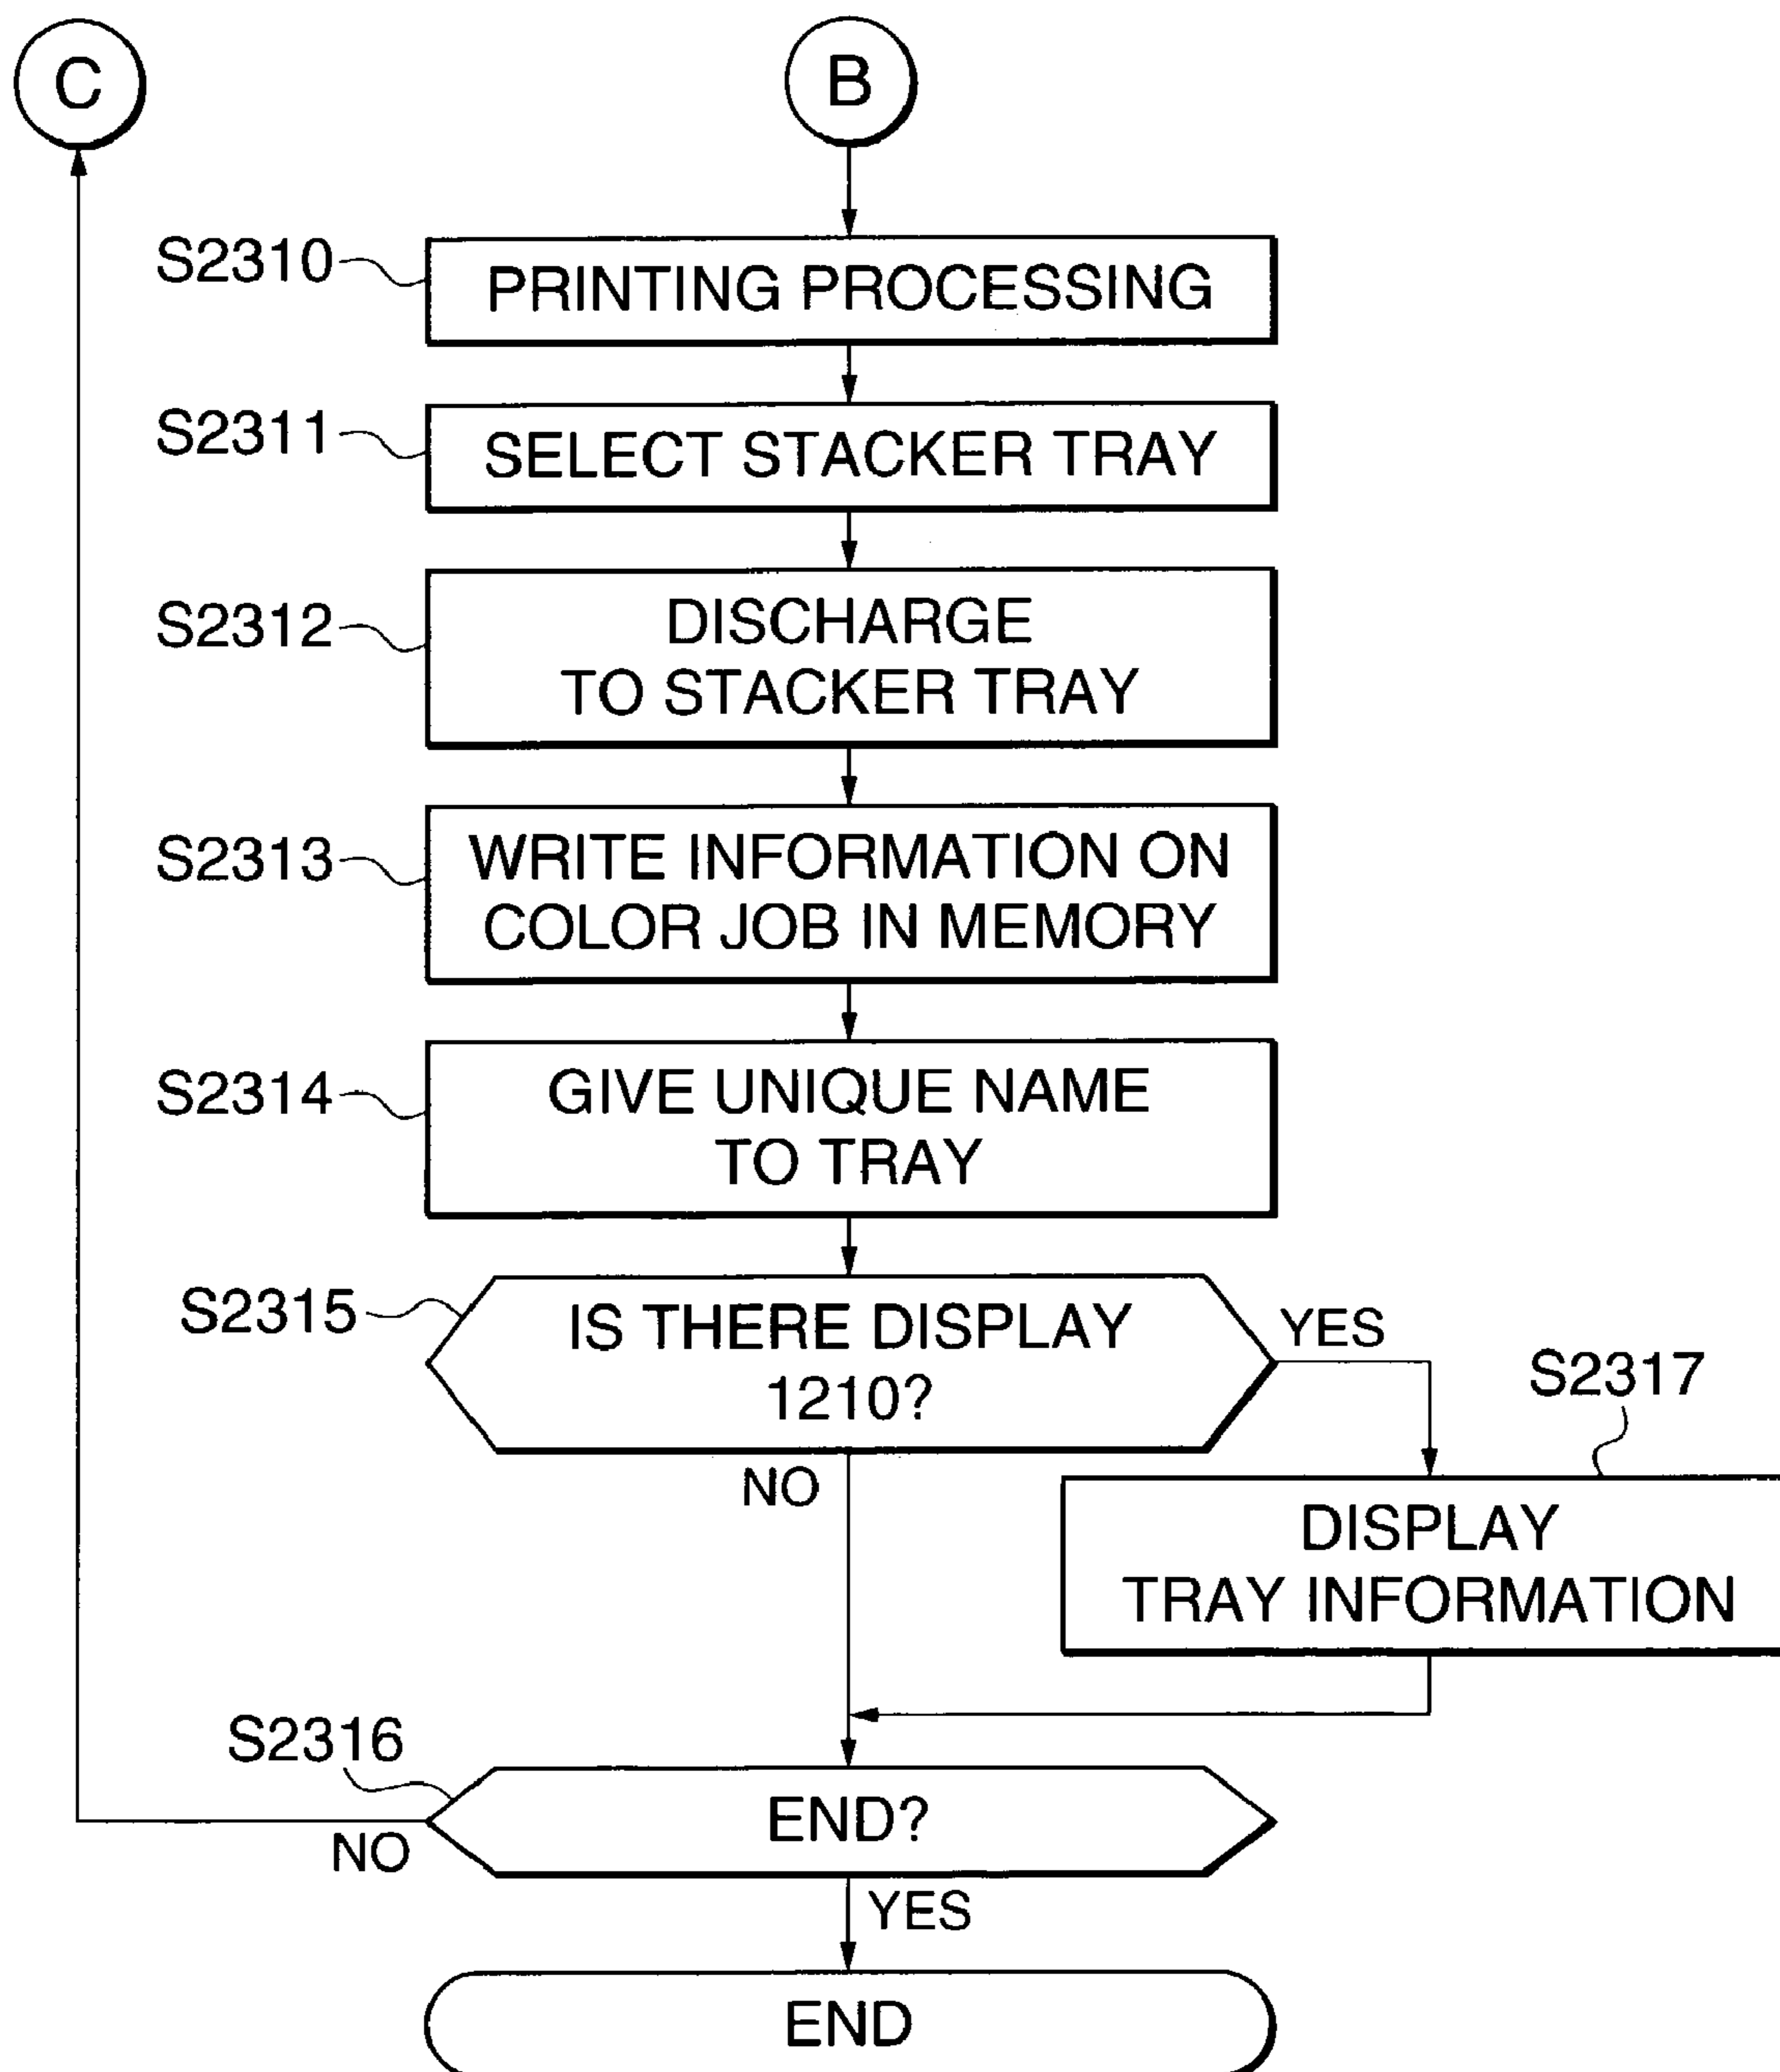 C
B
S2310
PRINTING PROCESSING
S2311
SELECT STACKER TRAY
S2312
DISCHARGE
TO STACKER TRAY
S2313
WRITE INFORMATION ON
COLOR JOB IN MEMORY
S2314
GIVE UNIQUE NAME
TO TRAY
S2315
IS THERE DISPLAY
1210?
YES
NO
S2317
DISPLAY
TRAY INFORMATION
S2316
END?
NO
YES
END